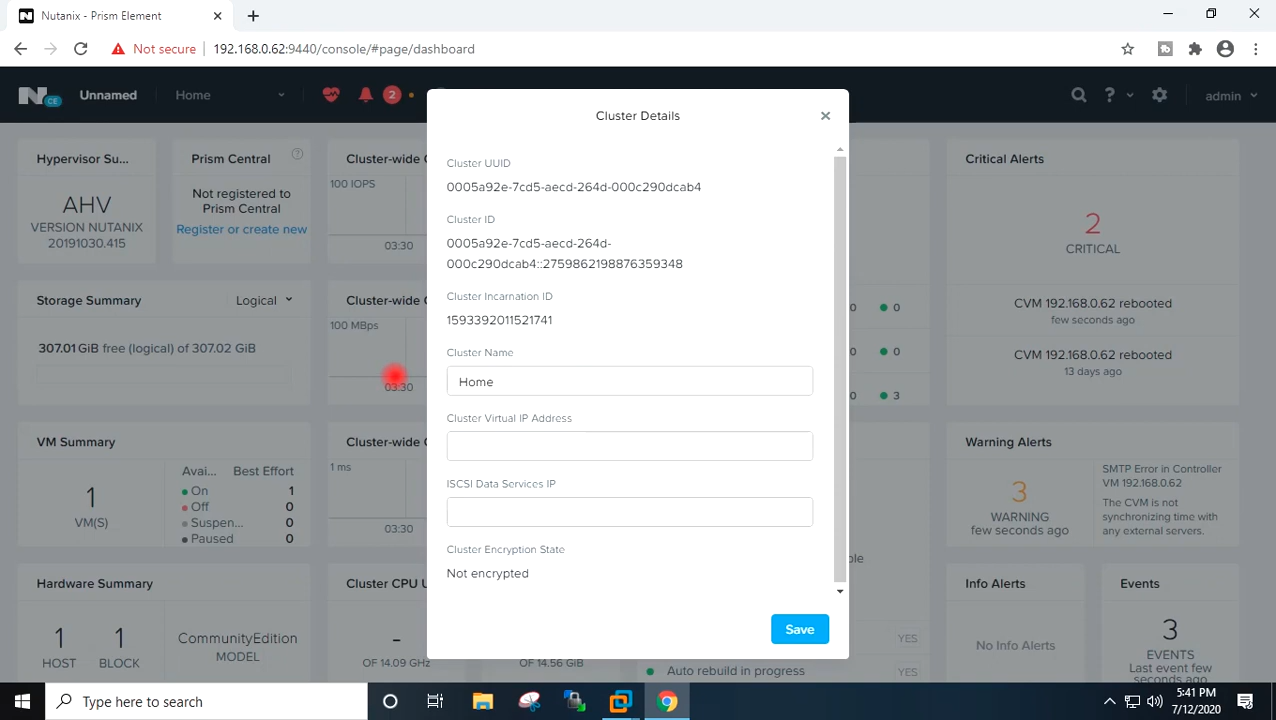 Nutanix - Prism Element
Not secure
192.168.0.62:9440/console/#page/dashboard
N CE
Unnamed
Home
2
?
admin
Cluster Details
Cluster UUID
0005a92e-7cd5-aecd-264d-000c290dcab4
Cluster ID
0005a92e-7cd5-aecd-264d-
000c290dcab4::2759862198876359348
Cluster Incarnation ID
1593392011521741
Cluster Name
Home
Cluster Virtual IP Address
ISCSI Data Services IP
Cluster Encryption State
Not encrypted
Save
Hypervisor Su...
AHV
VERSION NUTANIX
20191030.415
Prism Central
?
Not registered to
Prism Central
Register or create new
Storage Summary
Logical
307.01 GiB free (logical) of 307.02 GiB
VM Summary
1
VM(S)
Avai... Best Effort
On 1
Off 0
Suspen... 0
Paused 0
Hardware Summary
1
HOST
1
BLOCK
CommunityEdition
MODEL
Cluster-wide C
100 IOPS
03:30
Cluster-wide C
100 MBps
03:30
Cluster-wide
1 ms
03:30
Cluster CPU U
-
OF 14.09 GHz
OF 14.56 GiB
0 0
0 0
0 3
ole
YES
Auto rebuild in progress
YES
Critical Alerts
2
CRITICAL
CVM 192.168.0.62 rebooted
few seconds ago
CVM 192.168.0.62 rebooted
13 days ago
Warning Alerts
3
WARNING
few seconds ago
SMTP Error in Controller
VM 192.168.0.62
The CVM is not
synchronizing time with
any external servers.
Info Alerts
No Info Alerts
Events
3
EVENTS
Last event few
seconds ago
Type here to search
5:41 PM
7/12/2020